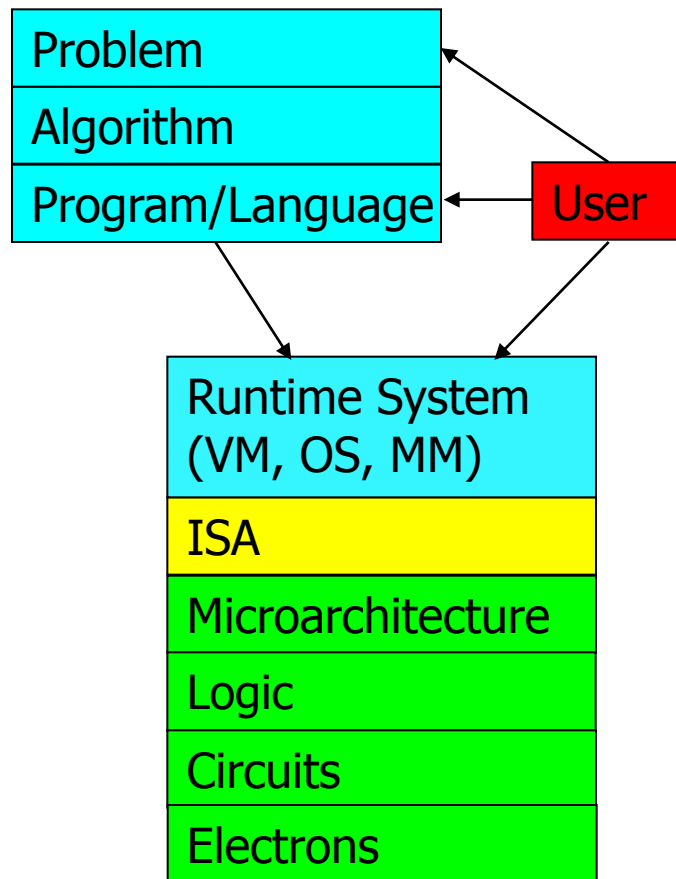 Problem
Algorithm
Program/Language
User
Runtime System
(VM, OS, MM)
ISA
Microarchitecture
Logic
Circuits
Electrons